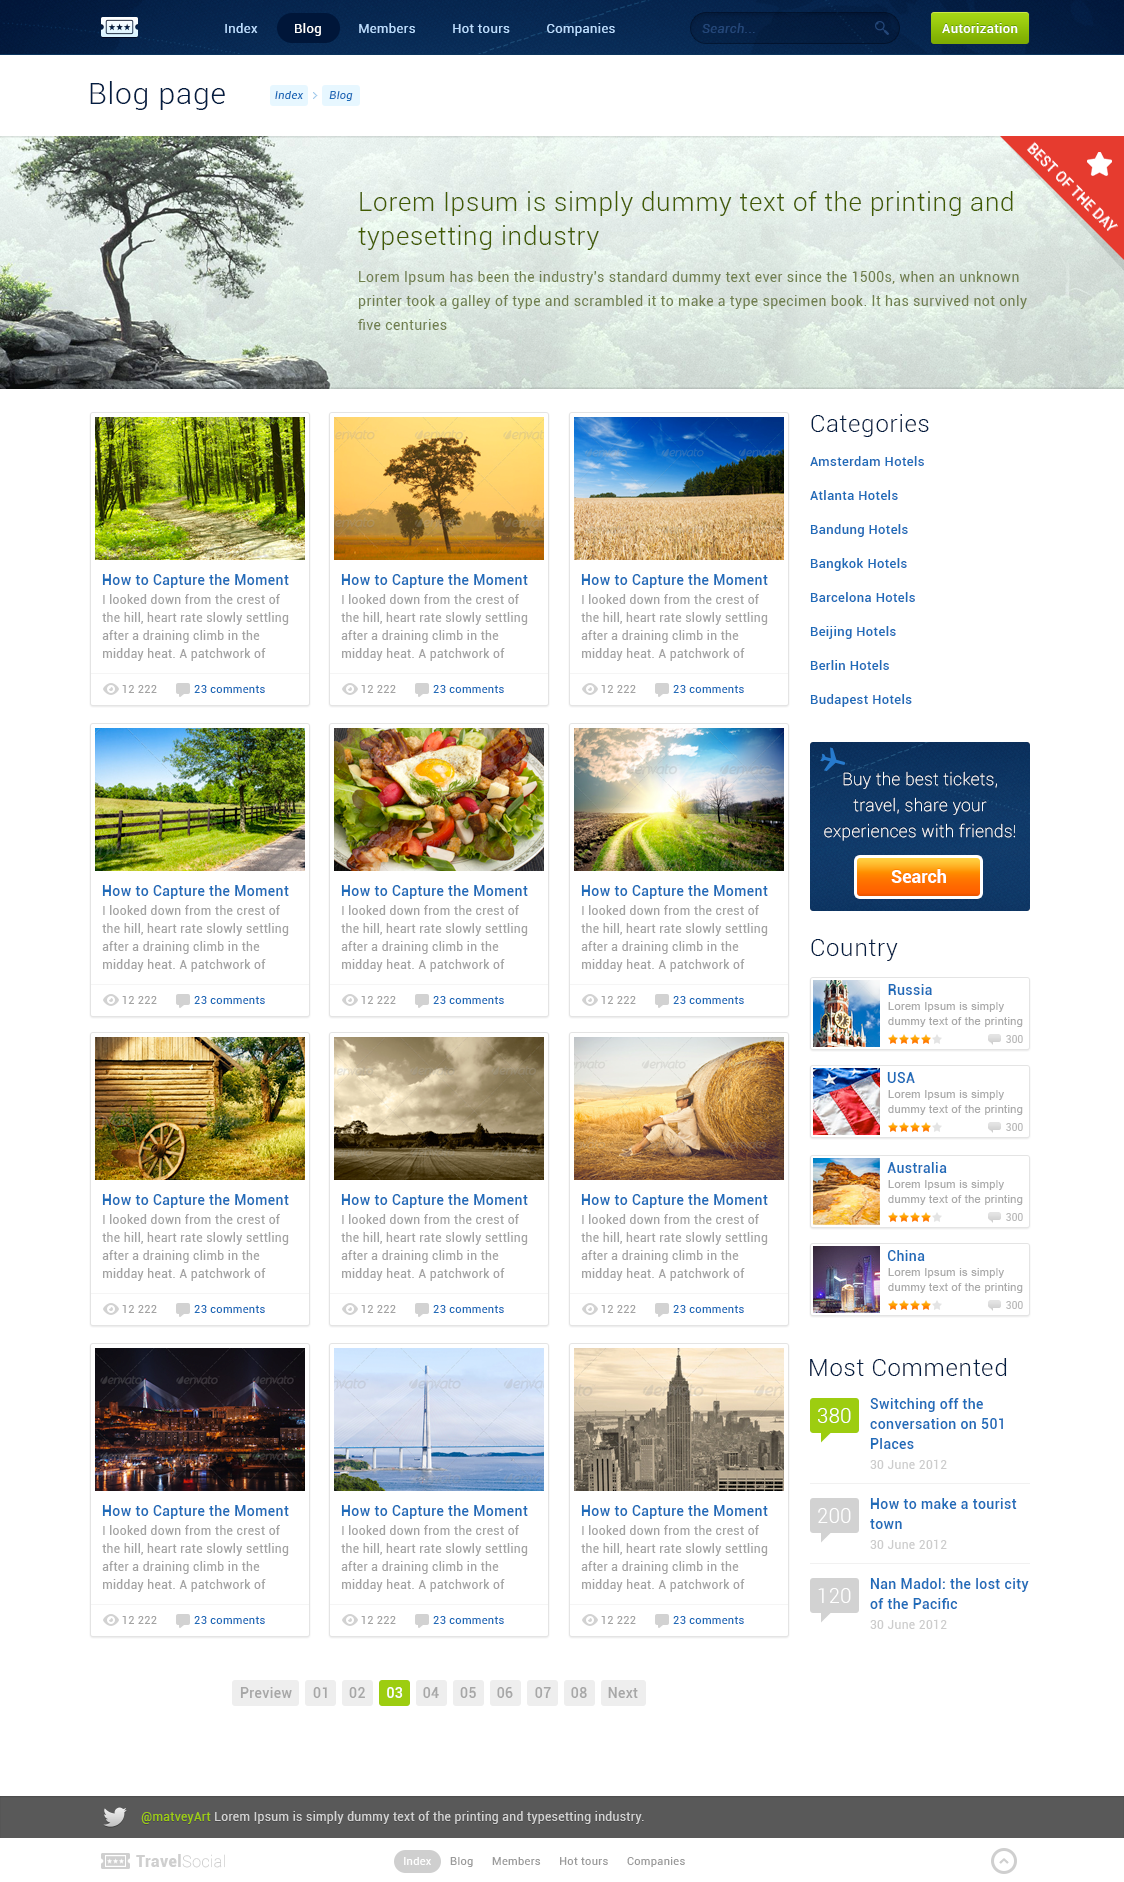 Index
Blog
Members
Hot tours
Companies
Search...
Autorization
Blog page
Index
Blog
BEST OF THE DAY
Lorem Ipsum is simply dummy text of the printing and
typesetting industry
Lorem Ipsum has been the industry's standard dummy text ever since the 1500s, when an unknown
printer took a galley of type and scrambled it to make a type specimen book. It has survived not only
five centuries
How to Capture the Moment
I looked down from the crest of
the hill, heart rate slowly settling
after a draining climb in the
midday heat. A patchwork of
12 222
23 comments
envato
envato
envato
How to Capture the Moment
I looked down from the crest of
the hill, heart rate slowly settling
after a draining climb in the
midday heat. A patchwork of
12 222
23 comments
envato
envato
How to Capture the Moment
I looked down from the crest of
the hill, heart rate slowly settling
after a draining climb in the
midday heat. A patchwork of
12 222
23 comments
How to Capture the Moment
I looked down from the crest of
the hill, heart rate slowly settling
after a draining climb in the
midday heat. A patchwork of
12 222
23 comments
How to Capture the Moment
I looked down from the crest of
the hill, heart rate slowly settling
after a draining climb in the
midday heat. A patchwork of
12 222
23 comments
How to Capture the Moment
I looked down from the crest of
the hill, heart rate slowly settling
after a draining climb in the
midday heat. A patchwork of
12 222
23 comments
How to Capture the Moment
I looked down from the crest of
the hill, heart rate slowly settling
after a draining climb in the
midday heat. A patchwork of
12 222
23 comments
How to Capture the Moment
I looked down from the crest of
the hill, heart rate slowly settling
after a draining climb in the
midday heat. A patchwork of
12 222
23 comments
How to Capture the Moment
I looked down from the crest of
the hill, heart rate slowly settling
after a draining climb in the
midday heat. A patchwork of
12 222
23 comments
envato
envato
envato
How to Capture the Moment
I looked down from the crest of
the hill, heart rate slowly settling
after a draining climb in the
midday heat. A patchwork of
12 222
23 comments
How to Capture the Moment
I looked down from the crest of
the hill, heart rate slowly settling
after a draining climb in the
midday heat. A patchwork of
12 222
23 comments
How to Capture the Moment
I looked down from the crest of
the hill, heart rate slowly settling
after a draining climb in the
midday heat. A patchwork of
12 222
23 comments
Preview
01
02
03
04
05
06
07
08
Next
Categories
Amsterdam Hotels
Atlanta Hotels
Bandung Hotels
Bangkok Hotels
Barcelona Hotels
Beijing Hotels
Berlin Hotels
Budapest Hotels
Buy the best tickets,
travel, share your
experiences with friends!
Search
Country
Russia
Lorem Ipsum is simply
dummy text of the printing
300
USA
Lorem Ipsum is simply
dummy text of the printing
300
Australia
Lorem Ipsum is simply
dummy text of the printing
300
China
Lorem Ipsum is simply
dummy text of the printing
300
Most Commented
380
Switching off the
conversation on 501
Places
30 June 2012
200
How to make a tourist
town
30 June 2012
120
Nan Madol: the lost city
of the Pacific
30 June 2012
@matveyArt Lorem Ipsum is simply dummy text of the printing and typesetting industry.
TravelSocial
Index
Blog
Members
Hot tours
Companies